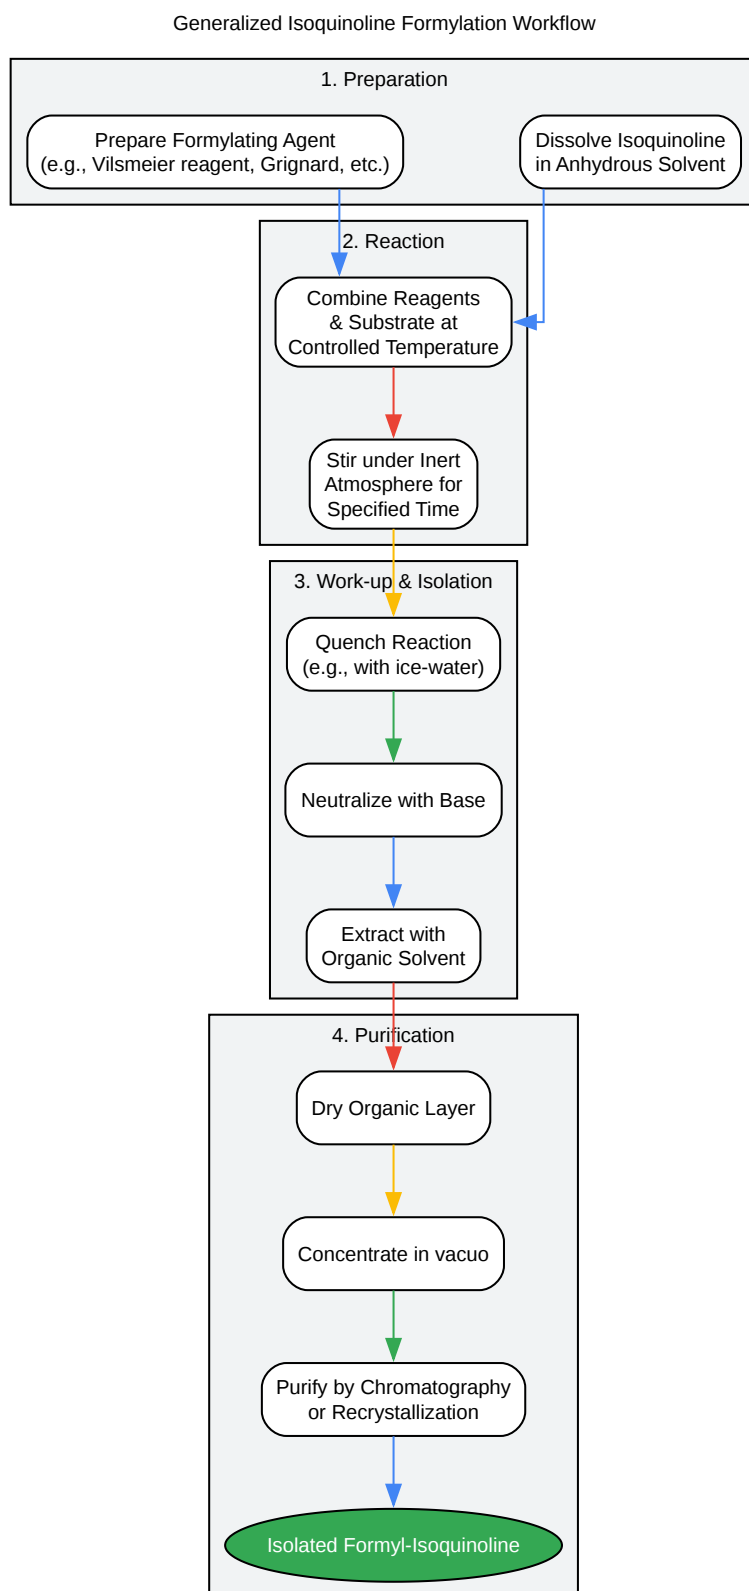 Generalized Isoquinoline Formylation Workflow
1. Preparation
Prepare Formylating Agent
(e.g., Vilsmeier reagent, Grignard, etc.)
Dissolve Isoquinoline
in Anhydrous Solvent
2. Reaction
Combine Reagents
& Substrate at
Controlled Temperature
Stir under Inert
Atmosphere for
Specified Time
3. Work-up & Isolation
Quench Reaction
(e.g., with ice-water)
Neutralize with Base
Extract with
Organic Solvent
4. Purification
Dry Organic Layer
Concentrate in vacuo
Purify by Chromatography
or Recrystallization
Isolated Formyl-Isoquinoline